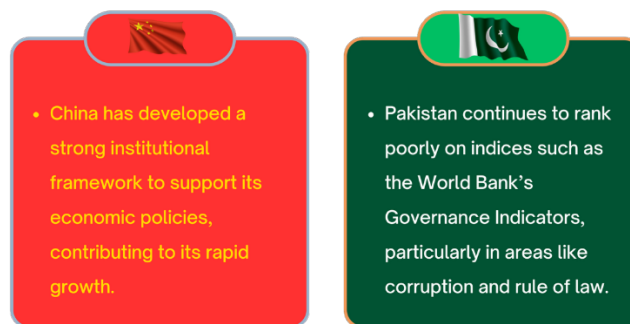 • China has developed a
strong institutional
framework to support its
economic policies,
contributing to its rapid
growth.
• Pakistan continues to rank
poorly on indices such as
the World Bank’s
Governance Indicators,
particularly in areas like
corruption and rule of law.